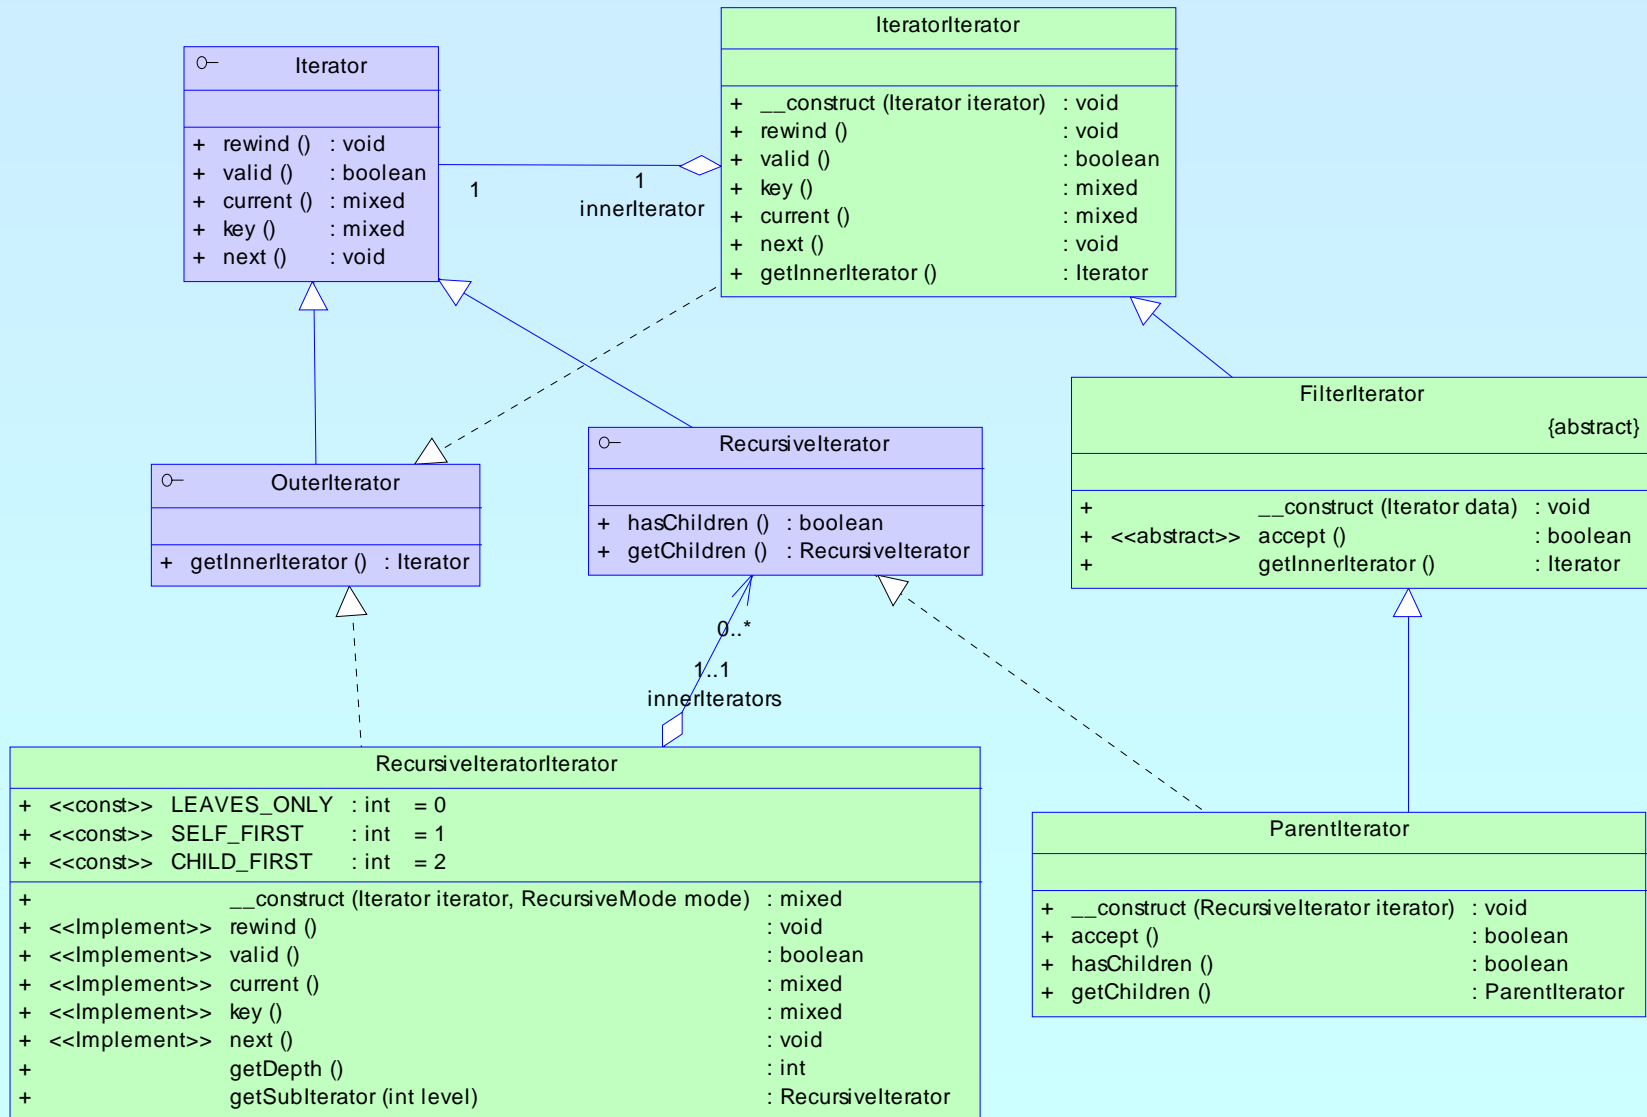 IteratorIterator
+ __construct (Iterator iterator) : void
+ rewind () : void
+ valid () : boolean
+ key () : mixed
+ current () : mixed
+ next () : void
+ getInnerIterator () : Iterator
Iterator
+ rewind () : void
+ valid () : boolean
+ current () : mixed
+ key () : mixed
+ next () : void
1
1
innerIterator
FilterIterator
{abstract}
+ __construct (Iterator data) : void
+ <<abstract>> accept () : boolean
+ getInnerIterator () : Iterator
RecursiveIterator
+ hasChildren () : boolean
+ getChildren () : RecursiveIterator
OuterIterator
+ getInnerIterator () : Iterator
0..*
1..1
innerIterators
RecursiveIteratorIterator
+ <<const>> LEAVES_ONLY : int = 0
+ <<const>> SELF_FIRST : int = 1
+ <<const>> CHILD_FIRST : int = 2
+ __construct (Iterator iterator, RecursiveMode mode) : mixed
+ <<Implement>> rewind () : void
+ <<Implement>> valid () : boolean
+ <<Implement>> current () : mixed
+ <<Implement>> key () : mixed
+ <<Implement>> next () : void
+ getDepth () : int
+ getSubIterator (int level) : RecursiveIterator
ParentIterator
+ __construct (RecursiveIterator iterator) : void
+ accept () : boolean
+ hasChildren () : boolean
+ getChildren () : ParentIterator